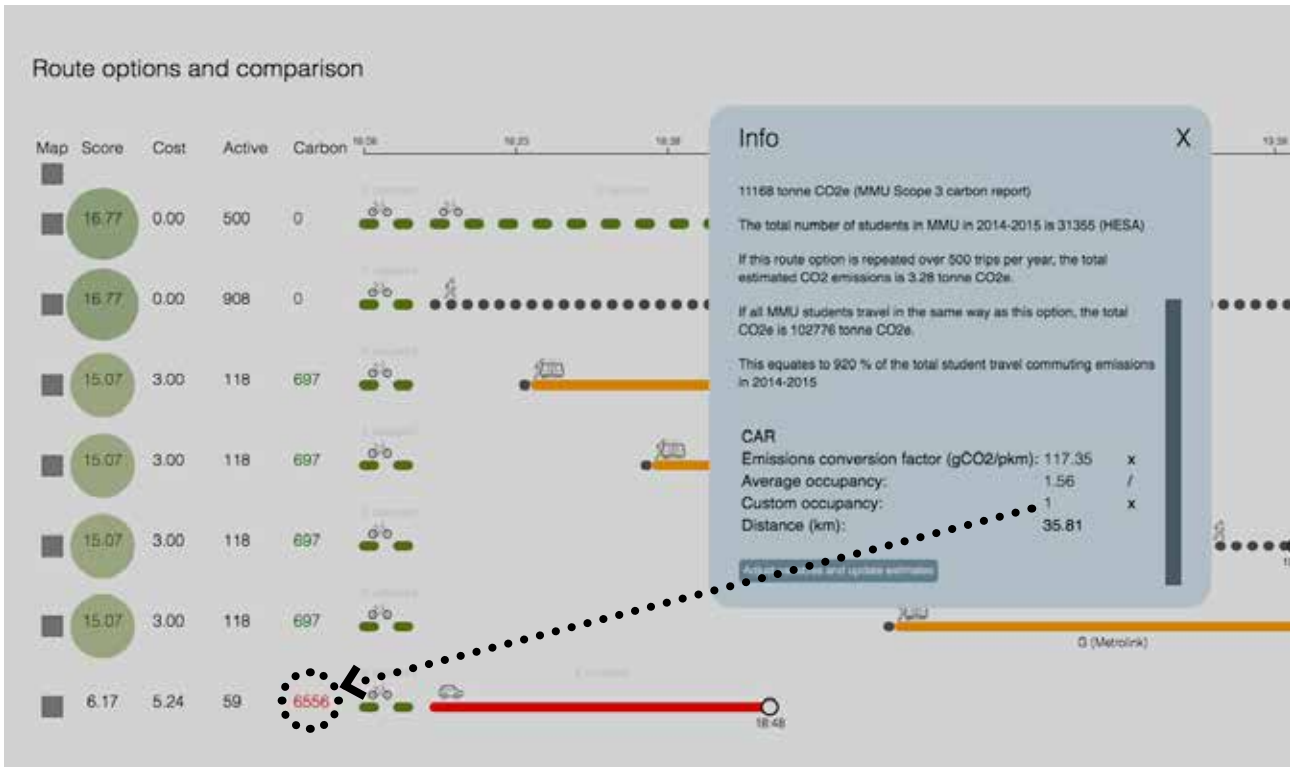 Route options and comparison
Map Score Cost Active Carbon
16.77 0.00 500 0
16.77 0.00 908 0
15.07 3.00 118 697
15.07 3.00 118 697
15.07 3.00 118 697
15.07 3.00 118 697
G (Metrolink)
6.17 5.24 59 6556
18:48
Info X
11168 tonne CO2e (MMU Scope 3 carbon report)
The total number of students in MMU in 2014-2015 is 31355 (HESA)
If this route option is repeated over 500 trips per year, the total
estimated CO2 emissions is 3.28 tonne CO2e.
If all MMU students travel in the same way as this option, the total
CO2e is 102776 tonne CO2e.
This equates to 920 % of the total student travel commuting emissions
in 2014-2015
CAR
Emissions conversion factor (gCO2/pkm): 117.35 x
Average occupancy: 1.56 /
Custom occupancy: 1 x
Distance (km): 35.81
and update estimates